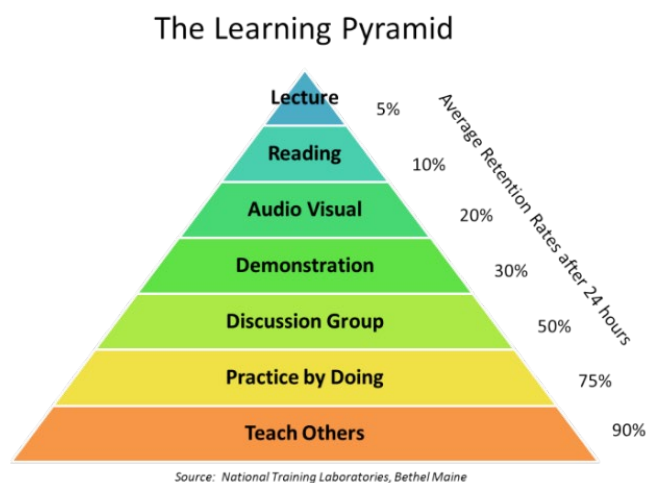 The Learning Pyramid
Lecture
5%
Average Retention Rates after 24 hours
Reading
10%
Audio Visual
20%
Demonstration
30%
Discussion Group
50%
Practice by Doing
75%
Teach Others
90%
Source: National Training Laboratories, Bethel Maine